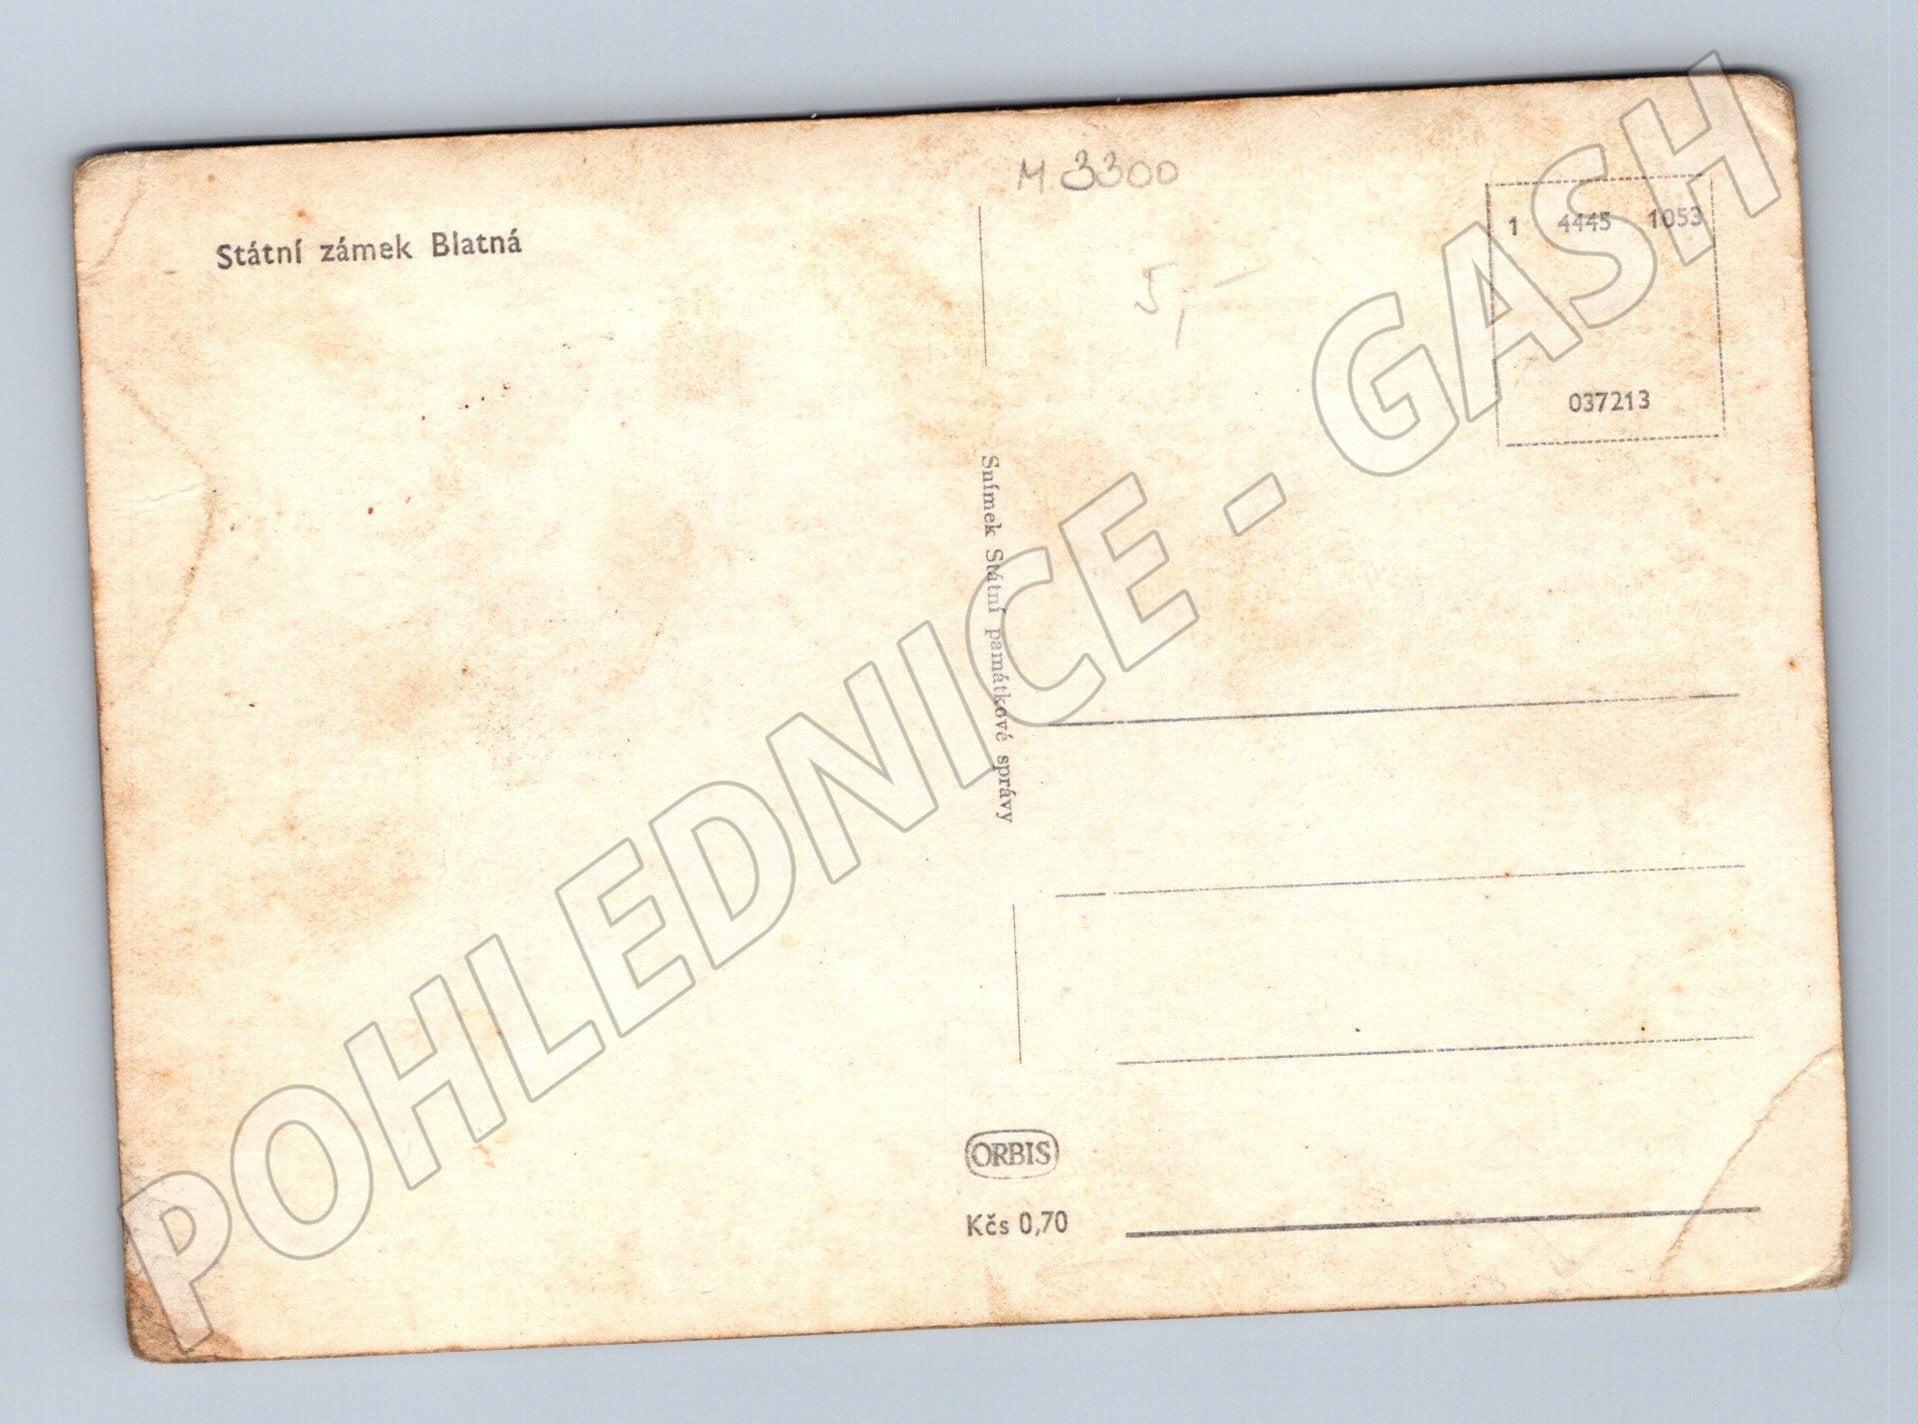 M 3300
1 4445 1053
Státní zámek Blatná
5,-
037213
Snímek Státní památkové správy
ORBIS
Kčs 0,70
POHLEDNICE - GASH